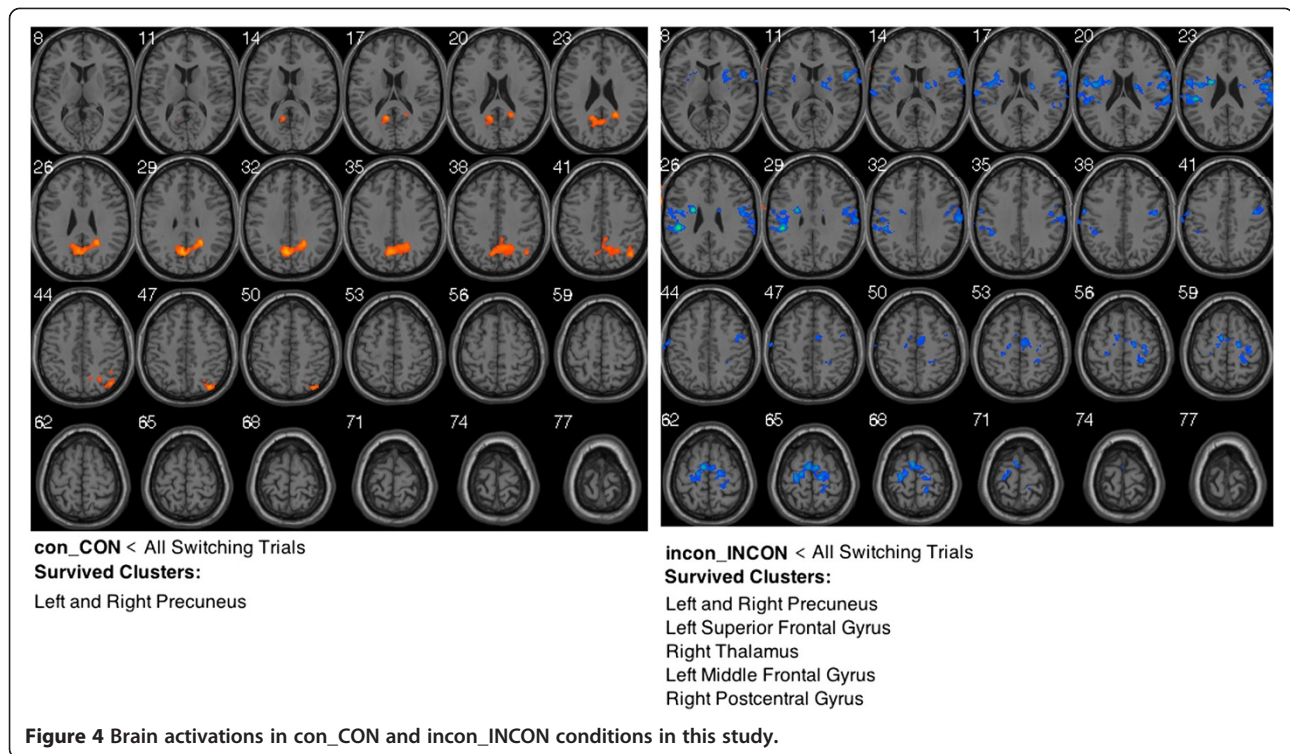 8 11 14 17 20 23
26 29 32 35 38 41
44 47 50 53 56 59
62 65 68 71 74 77
con_CON < All Switching Trials
Survived Clusters:
Left and Right Precuneus
8 11 14 17 20 23
26 29 32 35 38 41
44 47 50 53 56 59
62 65 68 71 74 77
incon_INCON < All Switching Trials
Survived Clusters:
Left and Right Precuneus
Left Superior Frontal Gyrus
Right Thalamus
Left Middle Frontal Gyrus
Right Postcentral Gyrus
Figure 4 Brain activations in con_CON and incon_INCON conditions in this study.